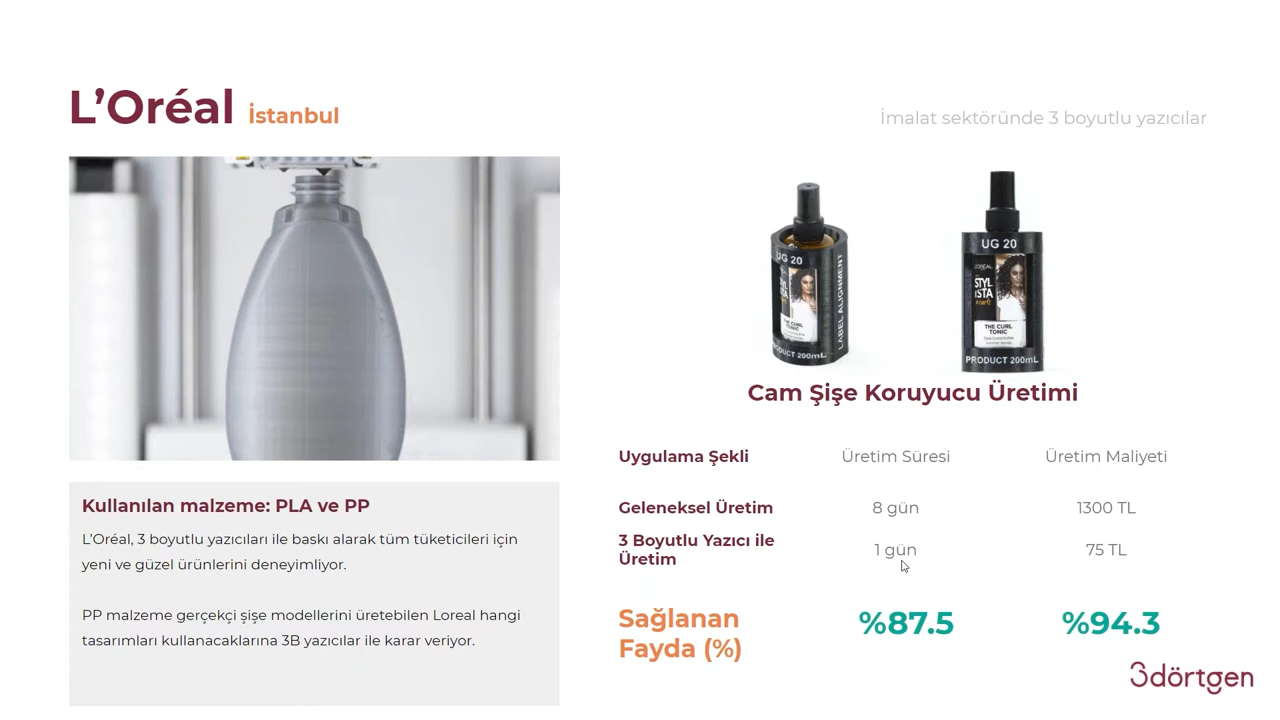 L’Oréal İstanbul
İmalat sektöründe 3 boyutlu yazıcılar
UG 20
LABEL ALIGNMENT
PRODUCT 200mL
UG 20
STYL
ISTA
THE CURL
TONIC
PRODUCT 200mL
Cam Şişe Koruyucu Üretimi
Uygulama Şekli Üretim Süresi Üretim Maliyeti
Geleneksel Üretim 8 gün 1300 TL
3 Boyutlu Yazıcı ile
Üretim 1 gün 75 TL
Sağlanan
Fayda (%) %87.5 %94.3
Kullanılan malzeme: PLA ve PP
L’Oréal, 3 boyutlu yazıcıları ile baskı alarak tüm tüketicileri için
yeni ve güzel ürünlerini deneyimliyor.
PP malzeme gerçekçi şişe modellerini üretebilen Loreal hangi
tasarımları kullanacaklarına 3B yazıcılar ile karar veriyor.
3dörtgen